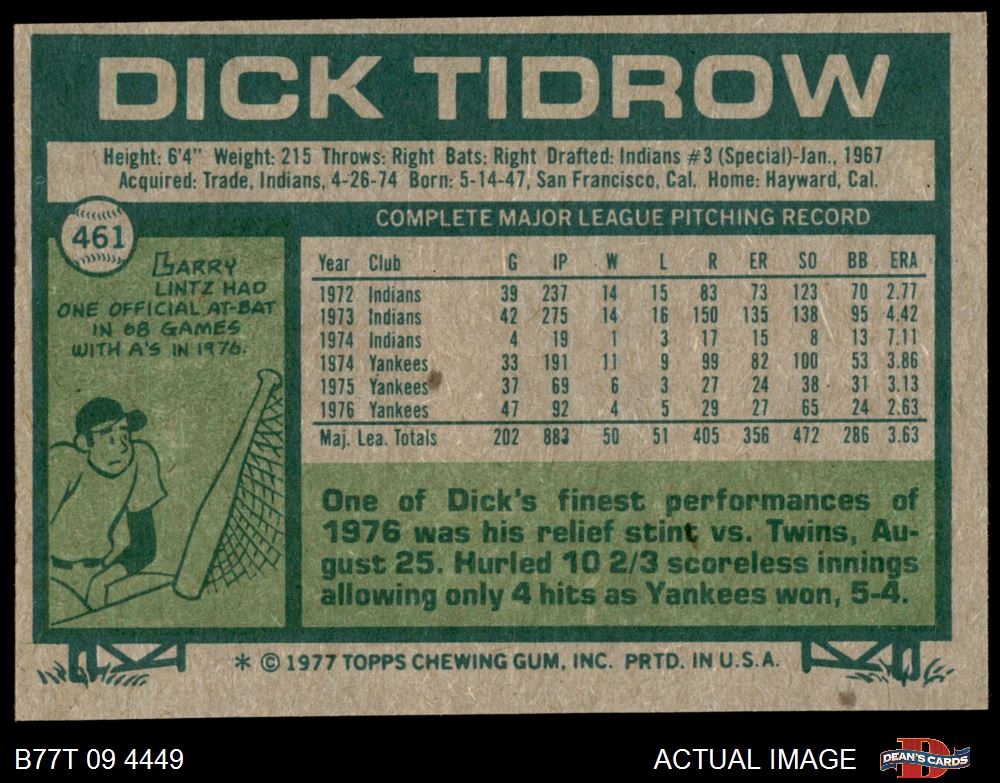 DICK TIDROW
Height: 6'4" Weight: 215 Throws: Right Bats: Right Drafted: Indians #3 (Special)-Jan., 1967
Acquired: Trade, Indians, 4-26-74 Born: 5-14-47, San Francisco, Cal. Home: Hayward, Cal.
461
LARRY
LINTZ HAD
ONE OFFICIAL AT-BAT
IN 68 GAMES
WITH A'S IN 1976.
COMPLETE MAJOR LEAGUE PITCHING RECORD
Year Club G IP W L R ER SO BB ERA
1972 Indians 39 237 14 15 83 73 123 70 2.77
1973 Indians 42 275 14 16 150 135 138 95 4.42
1974 Indians 4 19 1 3 17 15 8 13 7.11
1974 Yankees 33 191 11 9 99 82 100 53 3.86
1975 Yankees 37 69 6 3 27 24 38 31 3.13
1976 Yankees 47 92 4 5 29 27 65 24 2.63
Maj. Lea. Totals 202 883 50 51 405 356 472 286 3.63
One of Dick's finest performances of
1976 was his relief stint vs. Twins, Au-
gust 25. Hurled 10 2/3 scoreless innings
allowing only 4 hits as Yankees won, 5-4.
* © 1977 TOPPS CHEWING GUM, INC. PRTD. IN U.S.A.
B77T 09 4449
ACTUAL IMAGE
DEAN'S CARDS